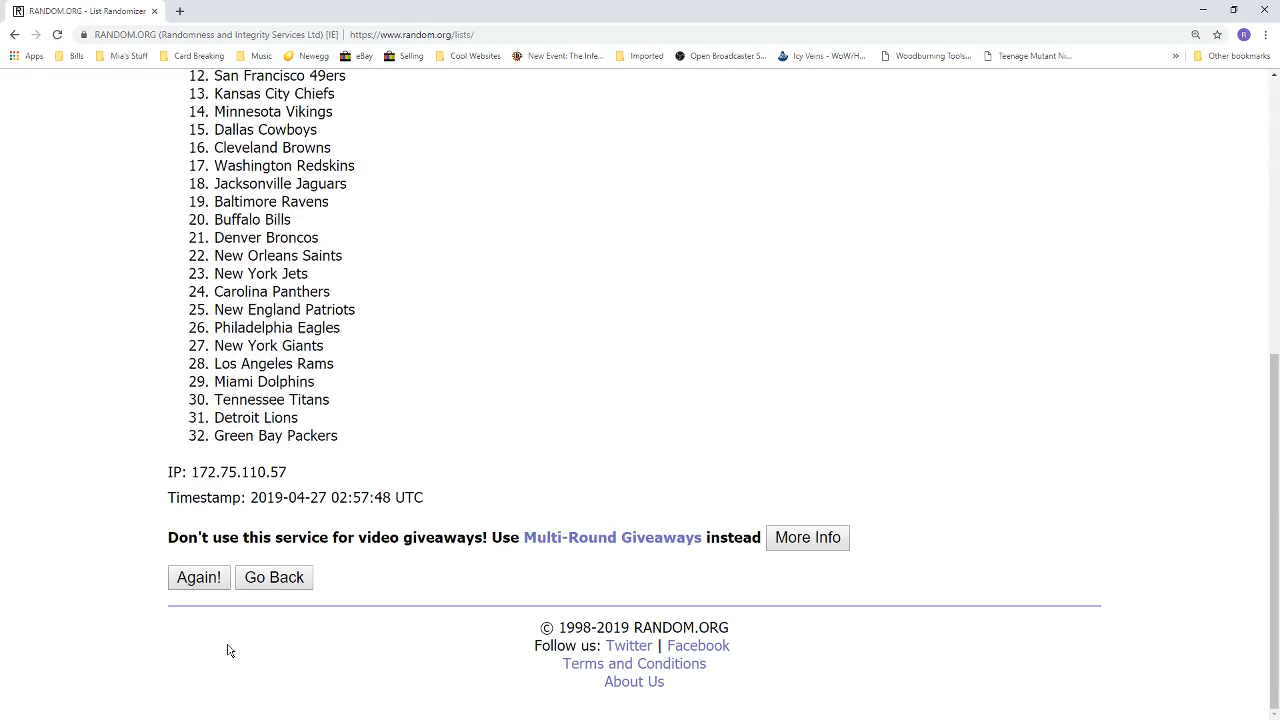 RANDOM.ORG - List Randomizer
RANDOM.ORG (Randomness and Integrity Services Ltd) [IE] | https://www.random.org/lists/
R
Apps Bills Mia's Stuff Card Breaking Music Newegg eBay Selling Cool Websites New Event: The Infe... Imported Open Broadcaster S... Icy Veins - WoW/H... Woodburning Tools... Teenage Mutant Ni... » Other bookmarks
12. San Francisco 49ers
13. Kansas City Chiefs
14. Minnesota Vikings
15. Dallas Cowboys
16. Cleveland Browns
17. Washington Redskins
18. Jacksonville Jaguars
19. Baltimore Ravens
20. Buffalo Bills
21. Denver Broncos
22. New Orleans Saints
23. New York Jets
24. Carolina Panthers
25. New England Patriots
26. Philadelphia Eagles
27. New York Giants
28. Los Angeles Rams
29. Miami Dolphins
30. Tennessee Titans
31. Detroit Lions
32. Green Bay Packers
IP: 172.75.110.57
Timestamp: 2019-04-27 02:57:48 UTC
Don't use this service for video giveaways! Use Multi-Round Giveaways instead More Info
Again! Go Back
© 1998-2019 RANDOM.ORG
Follow us: Twitter | Facebook
Terms and Conditions
About Us